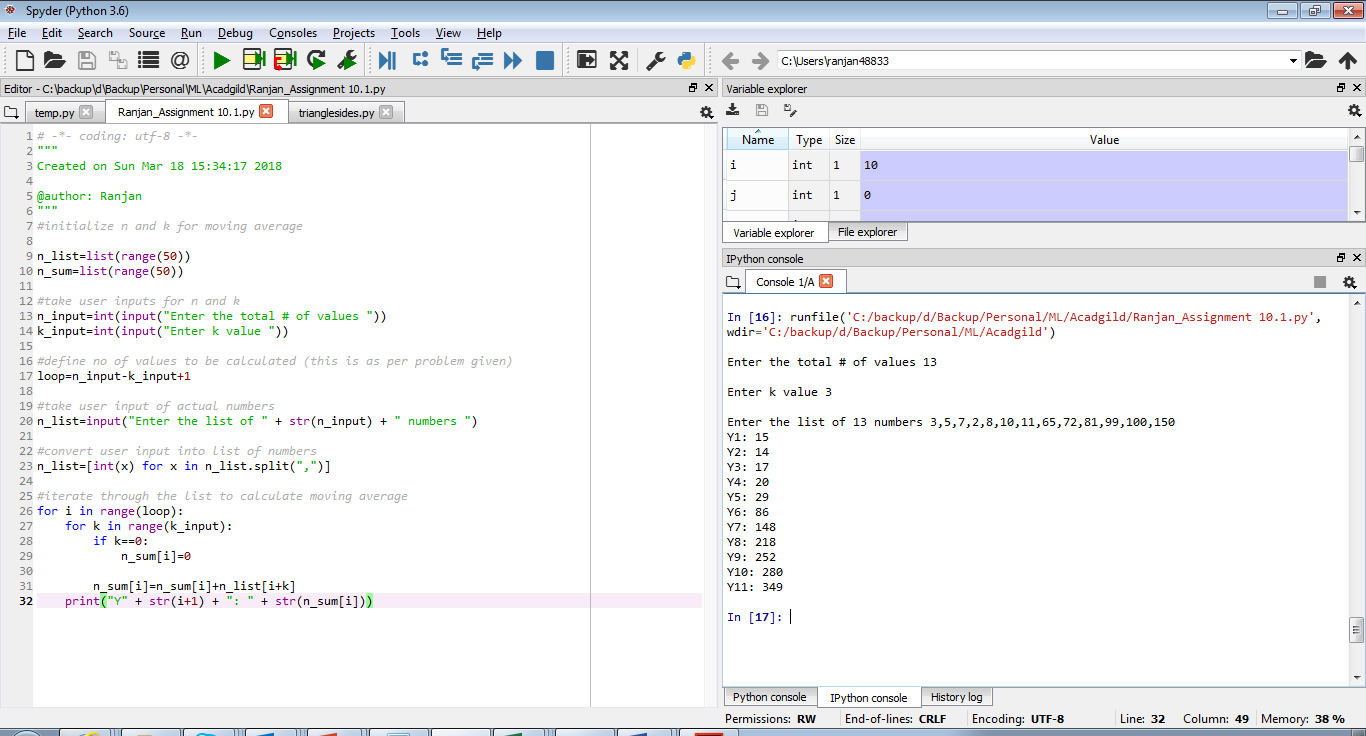 Spyder (Python 3.6)
File Edit Search Source Run Debug Consoles Projects Tools View Help
C:\Users\ranjan48833
Editor - C:\backup\d\Backup\Personal\ML\Acadgild\Ranjan_Assignment 10.1.py
temp.py Ranjan_Assignment 10.1.py trianglesides.py
1 # -*- coding: utf-8 -*-
2 """
3 Created on Sun Mar 18 15:34:17 2018
4
5 @author: Ranjan
6 """
7 #initialize n and k for moving average
8
9 n_list=list(range(50))
10 n_sum=list(range(50))
11
12 #take user inputs for n and k
13 n_input=int(input("Enter the total # of values "))
14 k_input=int(input("Enter k value "))
15
16 #define no of values to be calculated (this is as per problem given)
17 loop=n_input-k_input+1
18
19 #take user input of actual numbers
20 n_list=input("Enter the list of " + str(n_input) + " numbers ")
21
22 #convert user input into list of numbers
23 n_list=[int(x) for x in n_list.split(",")]
24
25 #iterate through the list to calculate moving average
26 for i in range(loop):
27     for k in range(k_input):
28         if k==0:
29             n_sum[i]=0
30
31         n_sum[i]=n_sum[i]+n_list[i+k]
32     print("Y" + str(i+1) + ": " + str(n_sum[i]))
Variable explorer
Name Type Size Value
i int 1 10
j int 1 0
Variable explorer File explorer
IPython console
Console 1/A
In [16]: runfile('C:/backup/d/Backup/Personal/ML/Acadgild/Ranjan_Assignment 10.1.py',
wdir='C:/backup/d/Backup/Personal/ML/Acadgild')
Enter the total # of values 13
Enter k value 3
Enter the list of 13 numbers 3,5,7,2,8,10,11,65,72,81,99,100,150
Y1: 15
Y2: 14
Y3: 17
Y4: 20
Y5: 29
Y6: 86
Y7: 148
Y8: 218
Y9: 252
Y10: 280
Y11: 349
In [17]:
Python console IPython console History log
Permissions: RW End-of-lines: CRLF Encoding: UTF-8 Line: 32 Column: 49 Memory: 38 %